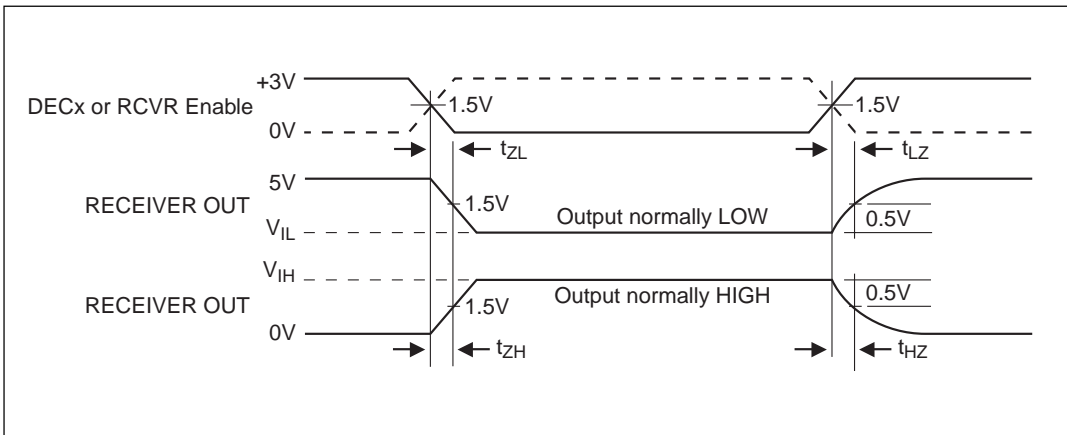 +3V
DECx or RCVR Enable
1.5V
1.5V
0V
tZL
tLZ
5V
RECEIVER OUT
1.5V
Output normally LOW
0.5V
VIL
VIH
Output normally HIGH
0.5V
RECEIVER OUT
1.5V
0V
tZH
tHZ